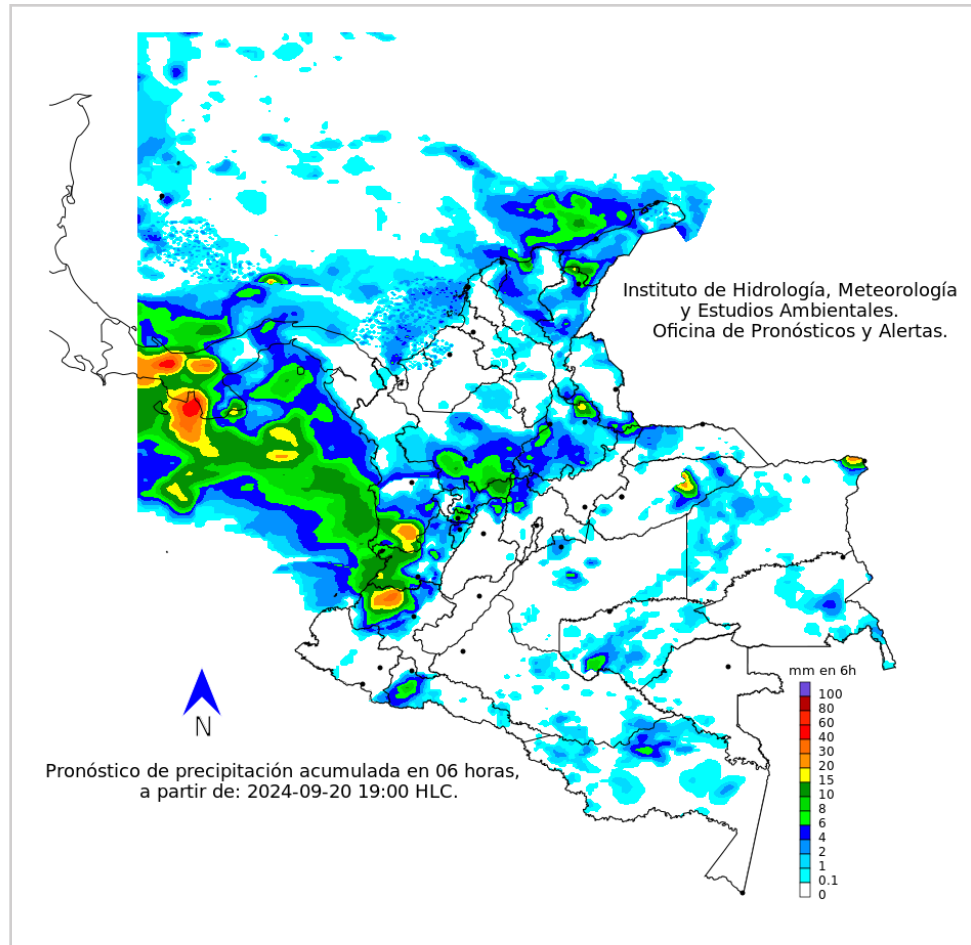 Instituto de Hidrología, Meteorología
y Estudios Ambientales.
Oficina de Pronósticos y Alertas.
mm en 6h
100
80
60
40
30
20
15
10
8
6
4
2
1
0.1
0
N
Pronóstico de precipitación acumulada en 06 horas,
a partir de: 2024-09-20 19:00 HLC.